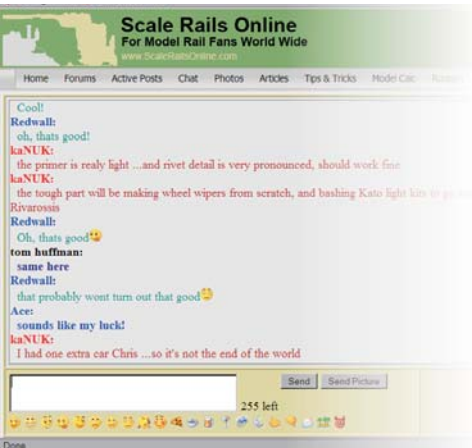 Scale Rails Online
For Model Rail Fans World Wide
www.ScaleRailsOnline.com
Home Forums Active Posts Chat Photos Articles Tips & Tricks Model Calc
Cool!
Redwall:
oh, thats good!
kaNUK:
the primer is realy light ...and rivet detail is very pronounced, should work fine
kaNUK:
the tough part will be making wheel wipers from scratch, and bashing Kato light kits to go
Rivarossis
Redwall:
Oh, thats good
tom huffman:
same here
Redwall:
that probably wont turn out that good
Ace:
sounds like my luck!
kaNUK:
I had one extra car Chris ...so it's not the end of the world
Send Send Picture
255 left
Done